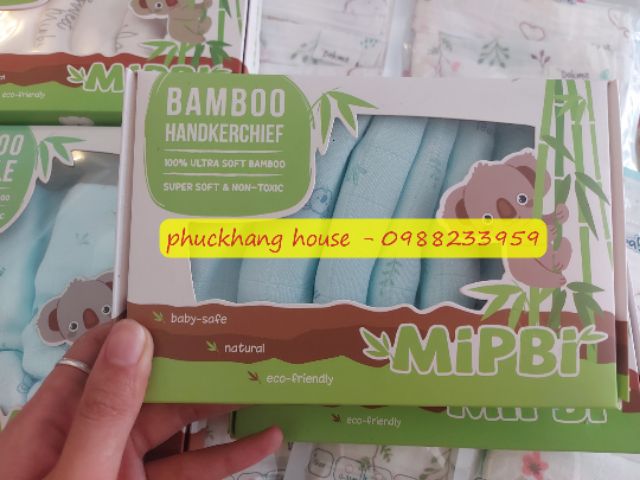 eco-friendly
MiPBi
BAMBOO
HANDKERCHIEF
100% ULTRA SOFT BAMBOO
SUPER SOFT & NON-TOXIC
phuckhang house - 0988233959
baby-safe
natural
eco-friendly
MiPBi
MiPBi
eco-friendly